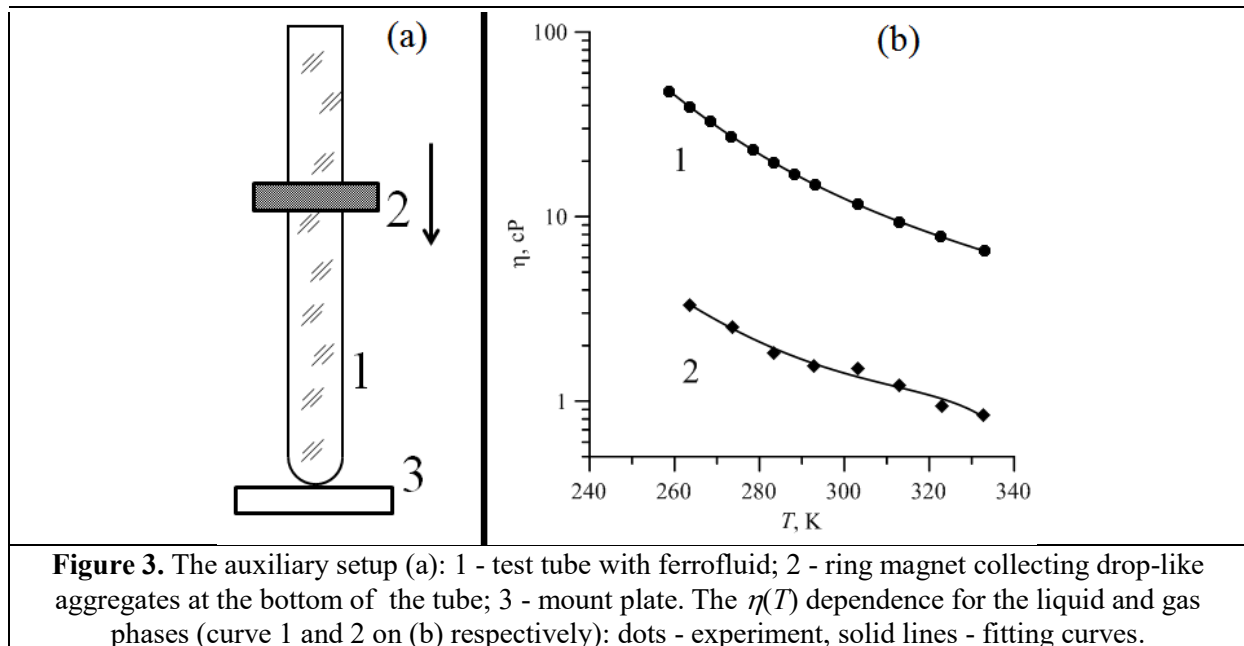 (a)
2
1
3
(b)
100
10
1
η, cP
1
2
240 260 280 300 320 340
T, K
Figure 3. The auxiliary setup (a): 1 - test tube with ferrofluid; 2 - ring magnet collecting drop-like
aggregates at the bottom of the tube; 3 - mount plate. The η(T) dependence for the liquid and gas
phases (curve 1 and 2 on (b) respectively): dots - experiment, solid lines - fitting curves.